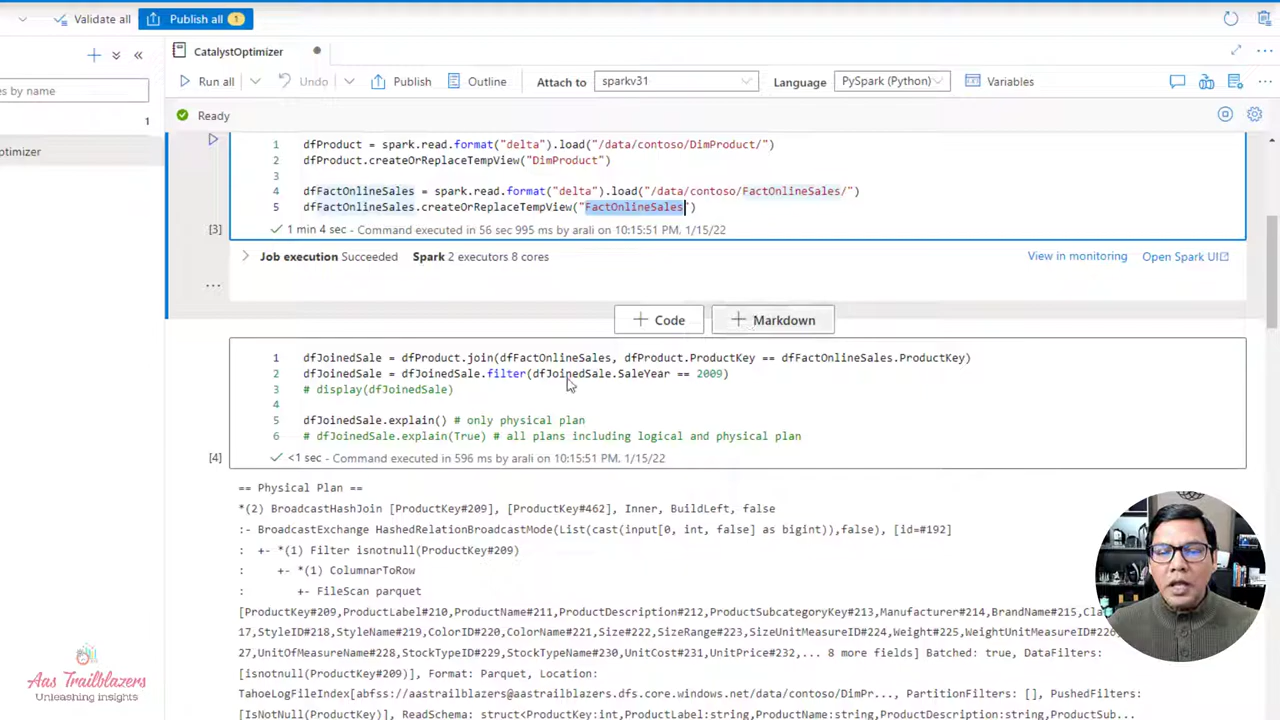 Validate all
Publish all 1
CatalystOptimizer
Run all
Undo
Publish
Outline
Attach to
sparkv31
Language
PySpark (Python)
Variables
es by name
1
Ready
optimizer
1 dfProduct = spark.read.format("delta").load("/data/contoso/DimProduct/")
2 dfProduct.createOrReplaceTempView("DimProduct")
3
4 dfFactOnlineSales = spark.read.format("delta").load("/data/contoso/FactOnlineSales/")
5 dfFactOnlineSales.createOrReplaceTempView("FactOnlineSales")
[3] 1 min 4 sec - Command executed in 56 sec 995 ms by arali on 10:15:51 PM, 1/15/22
Job execution Succeeded Spark 2 executors 8 cores View in monitoring Open Spark UI
...
+ Code + Markdown
1 dfJoinedSale = dfProduct.join(dfFactOnlineSales, dfProduct.ProductKey == dfFactOnlineSales.ProductKey)
2 dfJoinedSale = dfJoinedSale.filter(dfJoinedSale.SaleYear == 2009)
3 # display(dfJoinedSale)
4
5 dfJoinedSale.explain() # only physical plan
6 # dfJoinedSale.explain(True) # all plans including logical and physical plan
[4] <1 sec - Command executed in 596 ms by arali on 10:15:51 PM, 1/15/22
== Physical Plan ==
*(2) BroadcastHashJoin [ProductKey#209], [ProductKey#462], Inner, BuildLeft, false
:- BroadcastExchange HashedRelationBroadcastMode(List(cast(input[0, int, false] as bigint)),false), [id=#192]
: +- *(1) Filter isnotnull(ProductKey#209)
: +- *(1) ColumnarToRow
: +- FileScan parquet
[ProductKey#209,ProductLabel#210,ProductName#211,ProductDescription#212,ProductSubcategoryKey#213,Manufacturer#214,BrandName#215,Cla
17,StyleID#218,StyleName#219,ColorID#220,ColorName#221,Size#222,SizeRange#223,SizeUnitMeasureID#224,Weight#225,WeightUnitMeasureID#226
27,UnitOfMeasureName#228,StockTypeID#229,StockTypeName#230,UnitCost#231,UnitPrice#232,... 8 more fields] Batched: true, DataFilters:
[isnotnull(ProductKey#209)], Format: Parquet, Location:
TahoeLogFileIndex[abfss://aastrailblazers@aastrailblazers.dfs.core.windows.net/data/contoso/DimPr..., PartitionFilters: [], PushedFilters:
[IsNotNull(ProductKey)], ReadSchema: struct<ProductKey:int,ProductLabel:string,ProductName:string,ProductDescription:string,ProductSub...
Aas Trailblazers
Unleashing insights